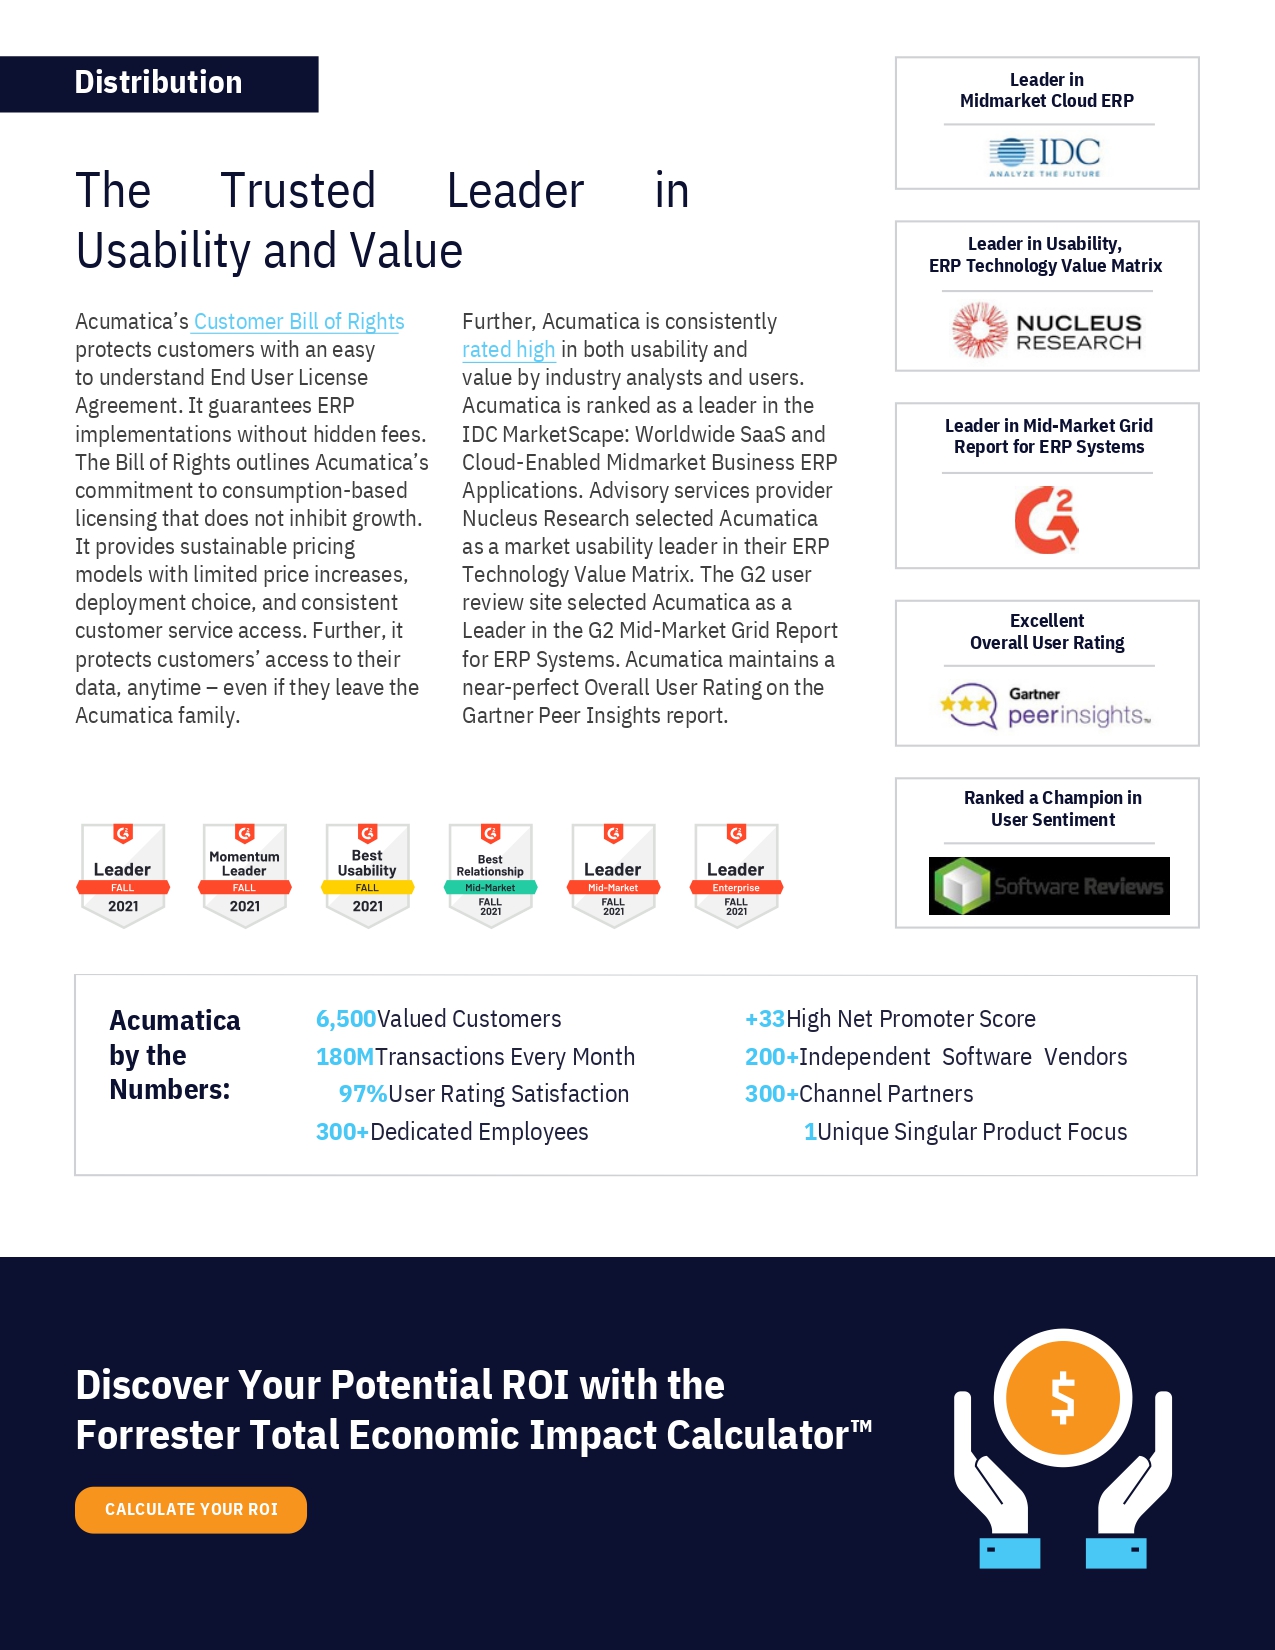 Distribution
The Trusted Leader in
Usability and Value
Acumatica’s Customer Bill of Rights
protects customers with an easy
to understand End User License
Agreement. It guarantees ERP
implementations without hidden fees.
The Bill of Rights outlines Acumatica’s
commitment to consumption-based
licensing that does not inhibit growth.
It provides sustainable pricing
models with limited price increases,
deployment choice, and consistent
customer service access. Further, it
protects customers’ access to their
data, anytime – even if they leave the
Acumatica family.
Further, Acumatica is consistently
rated high in both usability and
value by industry analysts and users.
Acumatica is ranked as a leader in the
IDC MarketScape: Worldwide SaaS and
Cloud-Enabled Midmarket Business ERP
Applications. Advisory services provider
Nucleus Research selected Acumatica
as a market usability leader in their ERP
Technology Value Matrix. The G2 user
review site selected Acumatica as a
Leader in the G2 Mid-Market Grid Report
for ERP Systems. Acumatica maintains a
near-perfect Overall User Rating on the
Gartner Peer Insights report.
Leader in
Midmarket Cloud ERP
IDC
ANALYZE THE FUTURE
Leader in Usability,
ERP Technology Value Matrix
NUCLEUS
RESEARCH
Leader in Mid-Market Grid
Report for ERP Systems
G2
Excellent
Overall User Rating
Gartner
peerinsights™
Ranked a Champion in
User Sentiment
Software Reviews
Leader
FALL
2021
Momentum
Leader
FALL
2021
Best
Usability
FALL
2021
Best
Relationship
Mid-Market
FALL
2021
Leader
Mid-Market
FALL
2021
Leader
Enterprise
FALL
2021
Acumatica
by the
Numbers:
6,500Valued Customers
180MTransactions Every Month
97%User Rating Satisfaction
300+Dedicated Employees
+33High Net Promoter Score
200+Independent Software Vendors
300+Channel Partners
1Unique Singular Product Focus
Discover Your Potential ROI with the
Forrester Total Economic Impact Calculator™
CALCULATE YOUR ROI
$